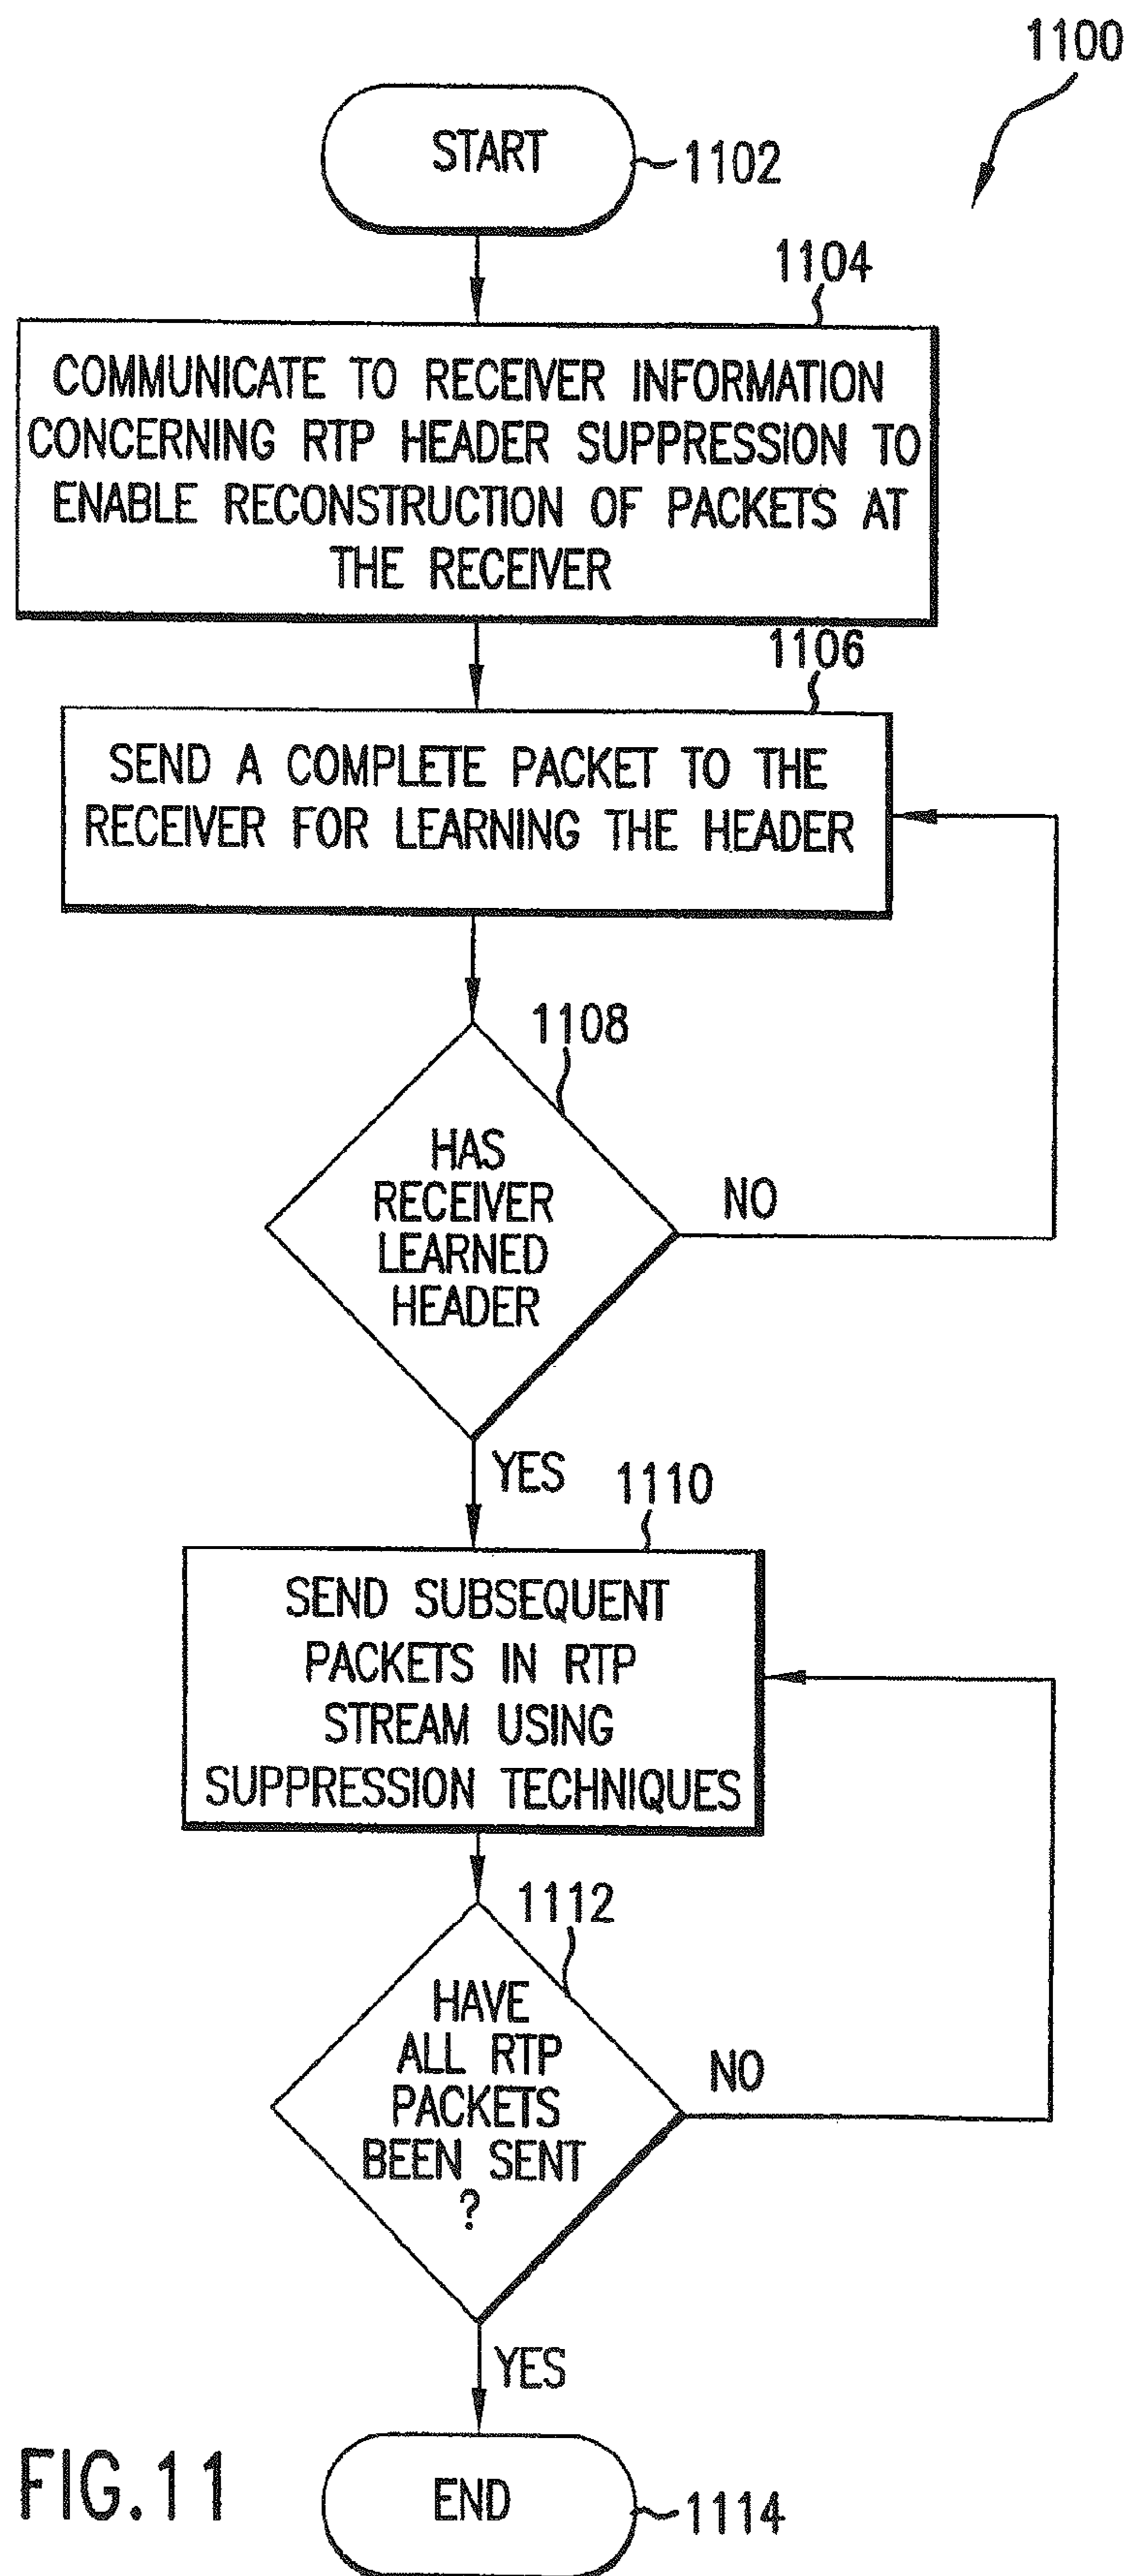 1100
START
1102
1104
COMMUNICATE TO RECEIVER INFORMATION
CONCERNING RTP HEADER SUPPRESSION TO
ENABLE RECONSTRUCTION OF PACKETS AT
THE RECEIVER
1106
SEND A COMPLETE PACKET TO THE
RECEIVER FOR LEARNING THE HEADER
1108
HAS
RECEIVER
LEARNED
HEADER
NO
YES
1110
SEND SUBSEQUENT
PACKETS IN RTP
STREAM USING
SUPPRESSION TECHNIQUES
1112
HAVE
ALL RTP
PACKETS
BEEN SENT
?
NO
YES
END
1114
FIG.11